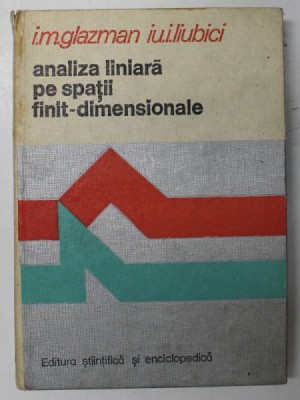 i.m.glazman iu.i.liubici
analiza liniară
pe spații
finit-dimensionale
Editura științifică și enciclopedică